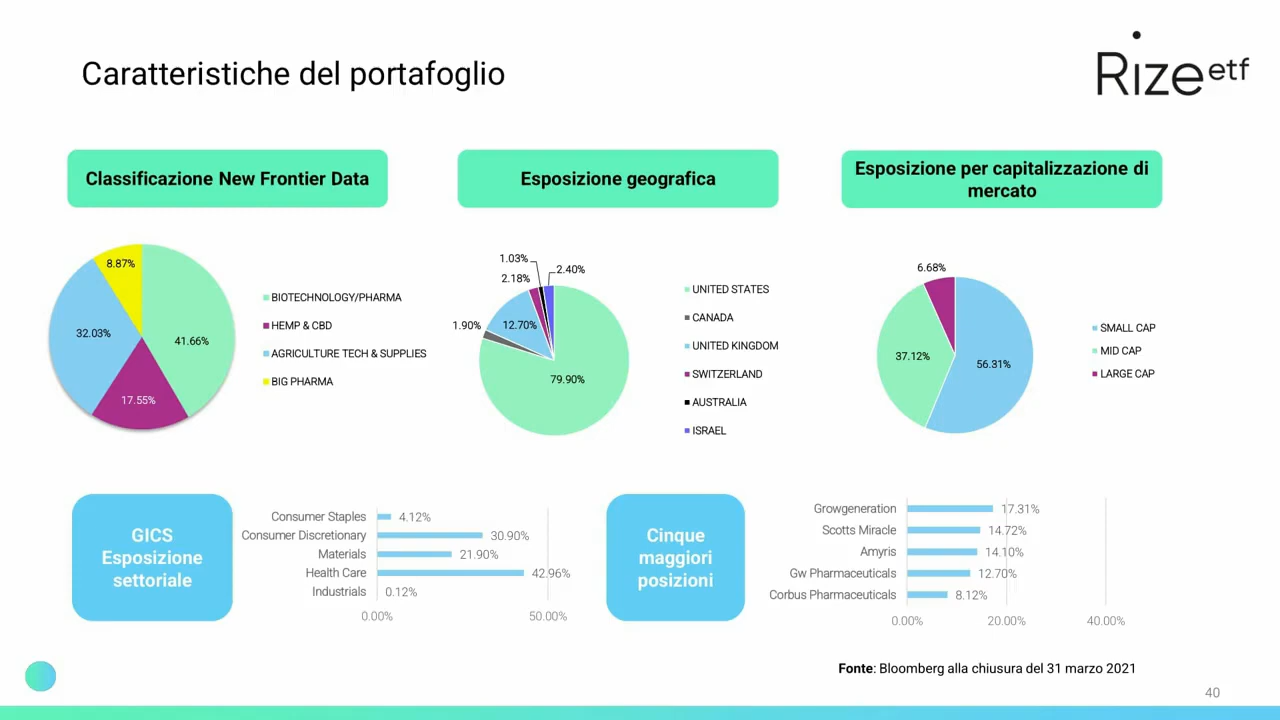 Caratteristiche del portafoglio
Rize etf
Classificazione New Frontier Data
8.87%
32.03%
41.66%
17.55%
BIOTECHNOLOGY/PHARMA
HEMP & CBD
AGRICULTURE TECH & SUPPLIES
BIG PHARMA
Esposizione geografica
1.03%
2.40%
2.18%
1.90%
12.70%
79.90%
UNITED STATES
CANADA
UNITED KINGDOM
SWITZERLAND
AUSTRALIA
ISRAEL
Esposizione per capitalizzazione di
mercato
6.68%
37.12%
56.31%
SMALL CAP
MID CAP
LARGE CAP
GICS
Esposizione
settoriale
Consumer Staples 4.12%
Consumer Discretionary 30.90%
Materials 21.90%
Health Care 42.96%
Industrials 0.12%
0.00% 50.00%
Cinque
maggiori
posizioni
Growgeneration 17.31%
Scotts Miracle 14.72%
Amyris 14.10%
Gw Pharmaceuticals 12.70%
Corbus Pharmaceuticals 8.12%
0.00% 20.00% 40.00%
Fonte: Bloomberg alla chiusura del 31 marzo 2021
40